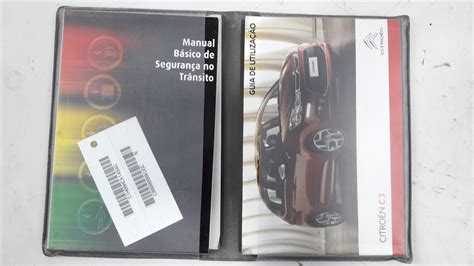 Manual
Básico de
Segurança no
Trânsito
GUIA DE UTILIZAÇÃO
CITROËN
CITROËN C3